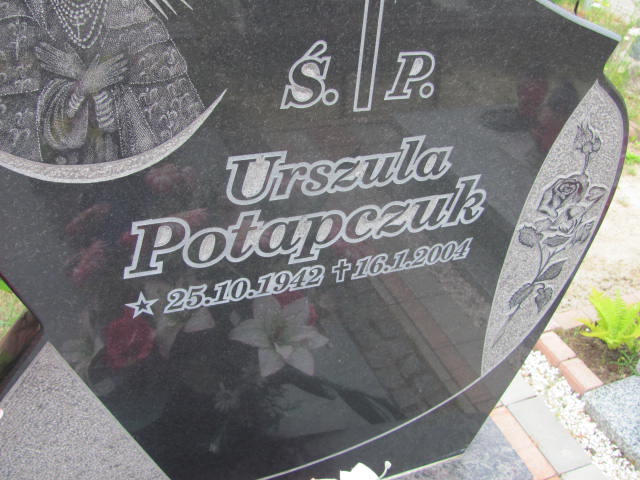 Ś. P.
Urszula
Potapczuk
☆ 25.10.1942 ✝ 16.1.2004